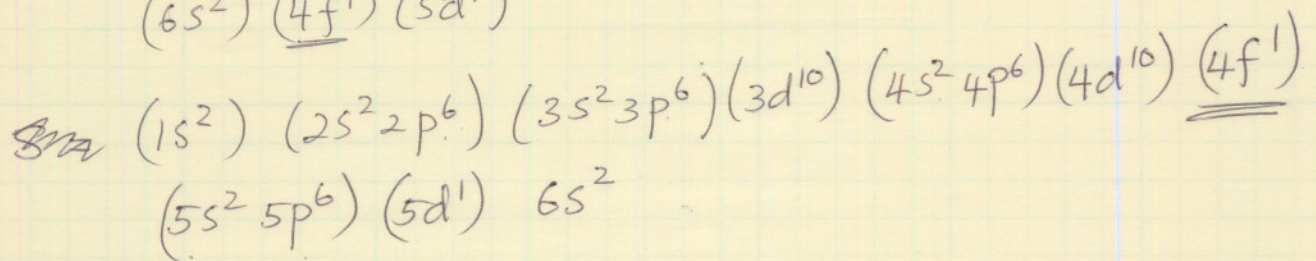 (6s²) (4f¹) (5d¹)
(1s²) (2s² 2p⁶) (3s² 3p⁶) (3d¹⁰) (4s² 4p⁶) (4d¹⁰) (4f¹)
(5s² 5p⁶) (5d¹) 6s²